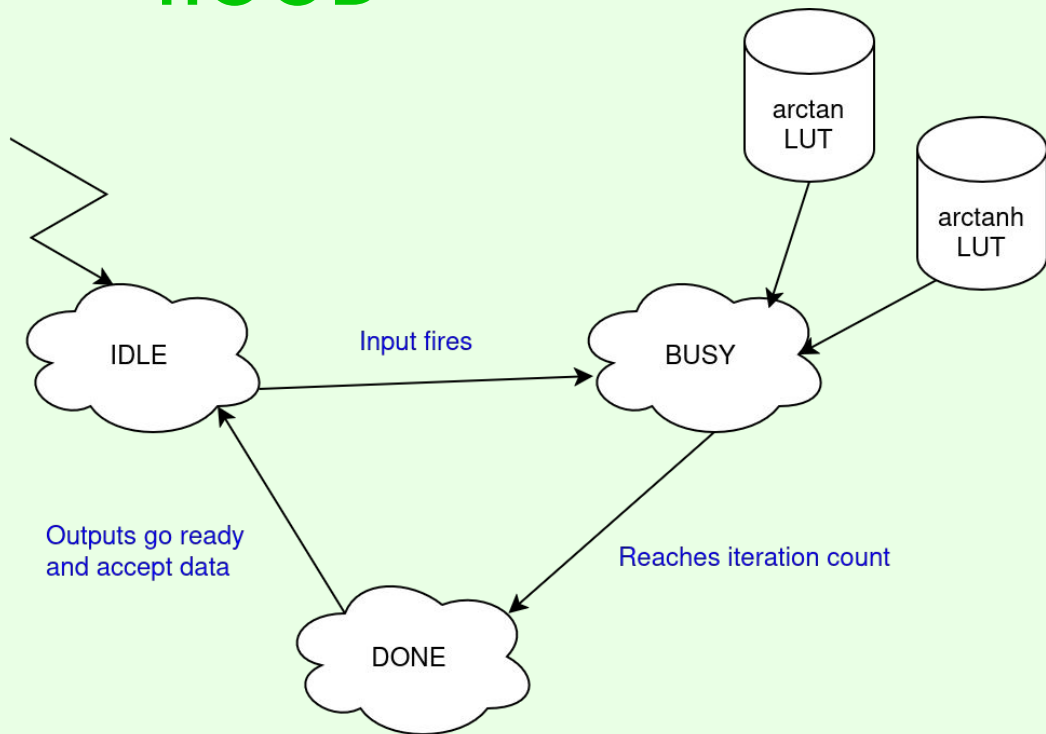 arctan
LUT
arctanh
LUT
IDLE
Input fires
BUSY
Outputs go ready
and accept data
Reaches iteration count
DONE